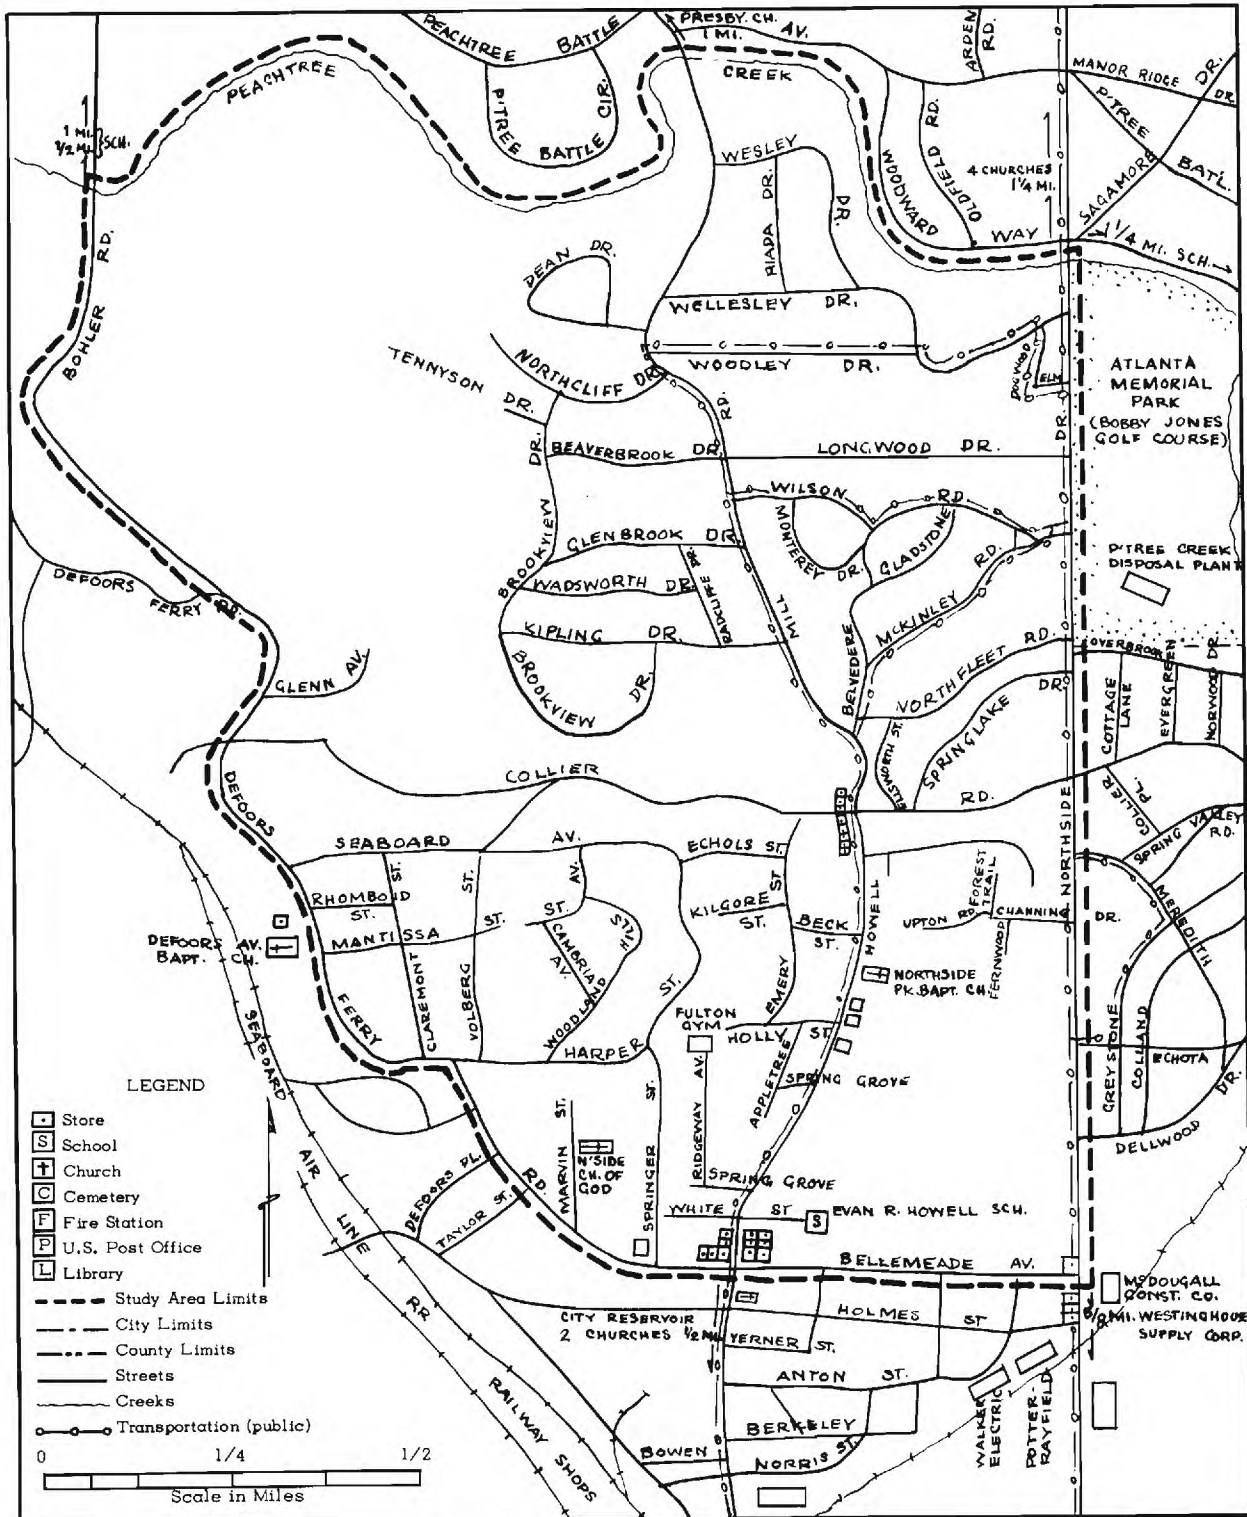 PEACHTREE BATTLE AV.
PRESBY. CH.
1 MI.
ARDEN RD.
MANOR RIDGE DR
P'TREE BATTLE CIR.
PEACHTREE CREEK
1 MI.
1/2 MI. } SCH.
WESLEY DR.
RIADA DR.
WOODWARD WAY
OLDFIELD RD.
4 CHURCHES
1 1/4 MI.
SAGAMORE DR.
P'TREE BAT'L.
1/4 MI. SCH.
BOHLER RD.
DEAN DR.
WELLESLEY DR.
WOODLEY DR.
TENNYSON DR.
NORTHCLIFF DR.
DOGWOOD
ELM
ATLANTA
MEMORIAL
PARK
(BOBBY JONES
GOLF COURSE)
BEAVERBROOK DR.
LONGWOOD DR.
WILSON RD.
MONTEREY DR.
GLADSTONE
BROOKVIEW DR.
GLENBROOK DR.
WADSWORTH DR.
RADCLIFFE DR.
KIPLING DR.
BROOKVIEW DR.
MILL RD.
BELVEDERE
MCKINLEY RD.
NORTHFLEET RD.
SPRINGLAKE DR.
ELLSWORTH ST.
P'TREE CREEK
DISPOSAL PLANT
OVERBROOK
COTTAGE
LANE
EVERGREEN
NORWOOD DR.
DEFOORS
FERRY RD.
GLENN AV.
COLLIER RD.
COLLIER PL.
SPRING VALLEY
RD.
NORTHSIDE DR.
MEREDITH
DEFOORS FERRY RD.
SEABOARD AV.
ECHOLS ST.
RHOMBOID
ST.
MANTISSA ST.
CLAREMONT ST.
VOLBERG ST.
CAMBRIA
AV.
ST. AV.
HILLS
WOODLAND
KILGORE
ST.
BECK
ST.
EMERY ST
HOWELL
UPTON RD.
FOREST
TRAIL
CHANNING DR.
FERNWOOD
DEFOORS AV.
BAPT. CH.
NORTHSIDE
PK. BAPT. CH.
FULTON
GYM
HOLLY ST.
HARPER ST.
SPRING GROVE
APPLETREE
RIDGEWAY AV.
GREYSTONE
COLLAND
ECHOTA
DELLWOOD DR.
SEABOARD AIR LINE RR
MARVIN ST.
N'SIDE
CH. OF
GOD
SPRINGER ST.
SPRING GROVE
WHITE ST
EVAN R. HOWELL SCH.
DEFOORS PL.
TAYLOR ST.
BELLEMEADE AV.
MCDOUGALL
CONST. CO.
HOLMES ST
CITY RESERVOIR
2 CHURCHES 1/2 MI.
5/8 MI. WESTINGHOUSE
SUPPLY CORP.
VERNER ST.
ANTON ST.
BERKELEY
BOWEN
NORRIS ST.
WALKER
ELECTRIC
POTTER-
RAYFIELD
RAILWAY SHOPS
LEGEND
Store
S School
Church
C Cemetery
F Fire Station
P U.S. Post Office
L Library
Study Area Limits
City Limits
County Limits
Streets
Creeks
Transportation (public)
0 1/4 1/2
Scale in Miles